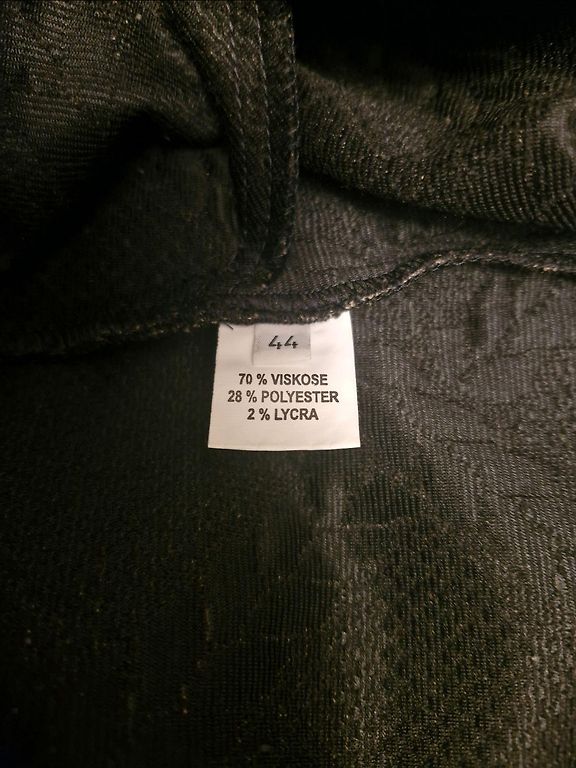 44
70 % VISKOSE
28 % POLYESTER
2 % LYCRA